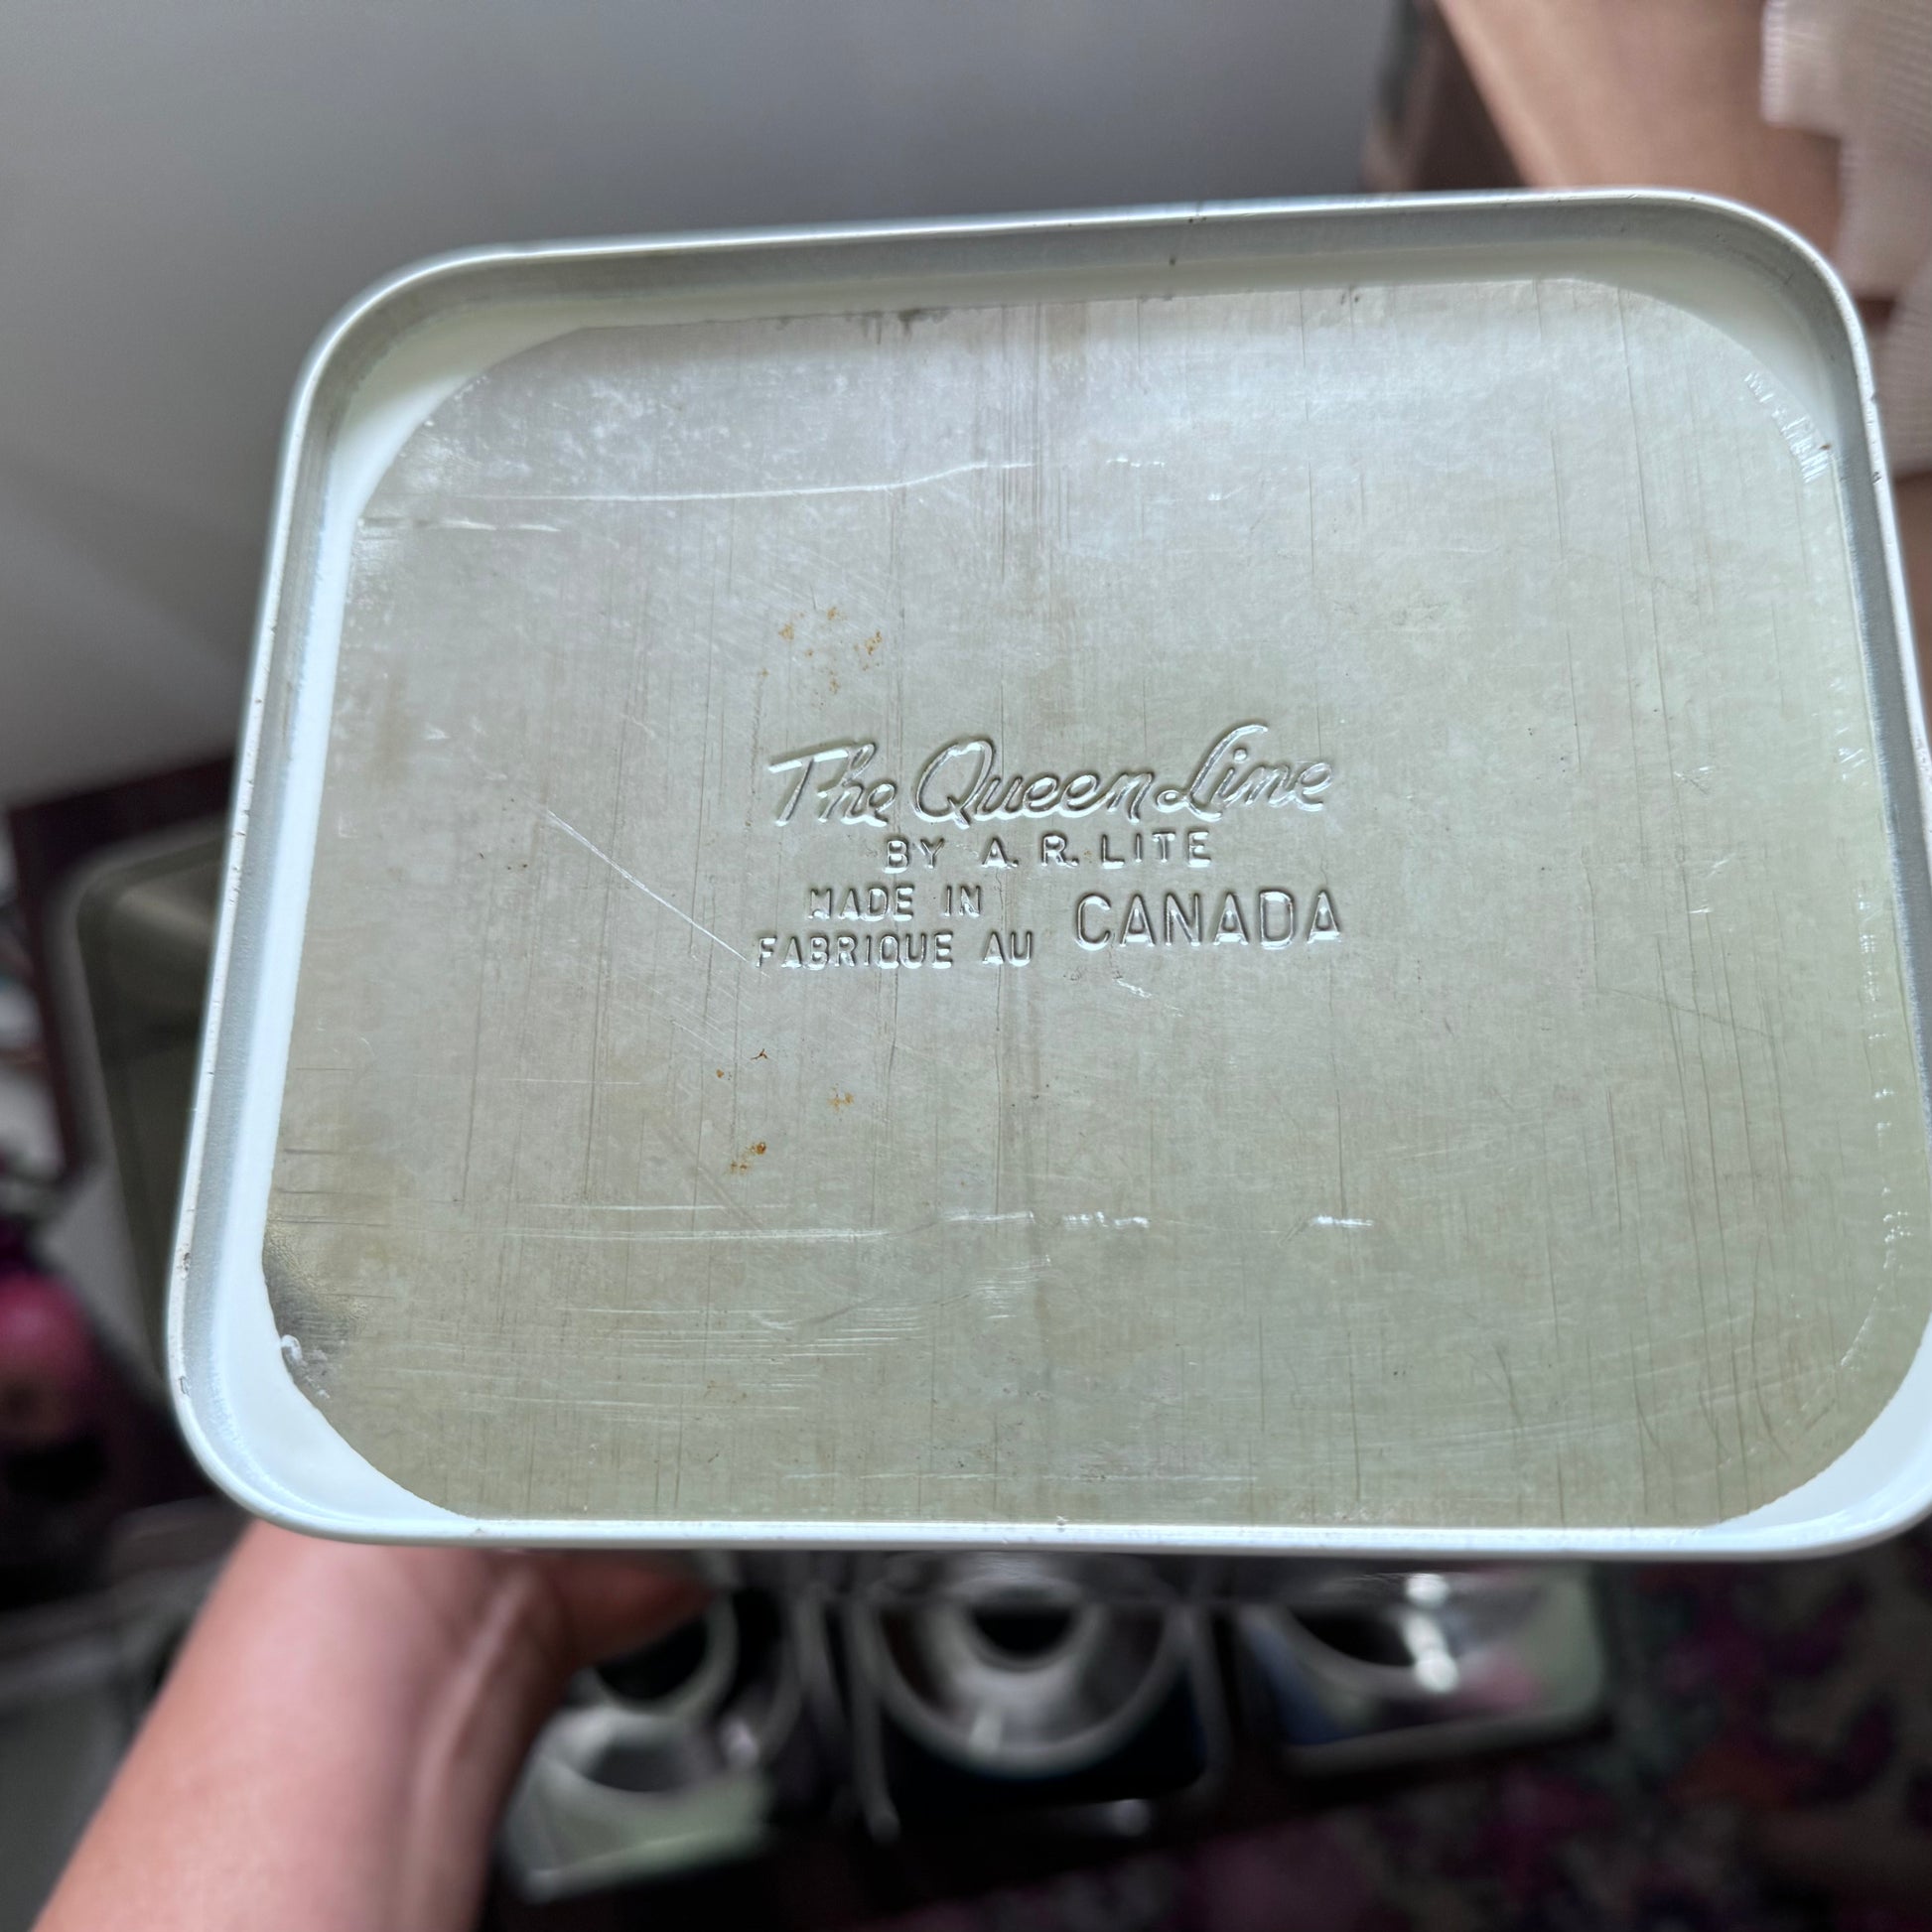 The Queen Line
BY A. R. LITE
MADE IN
FABRIQUE AU CANADA